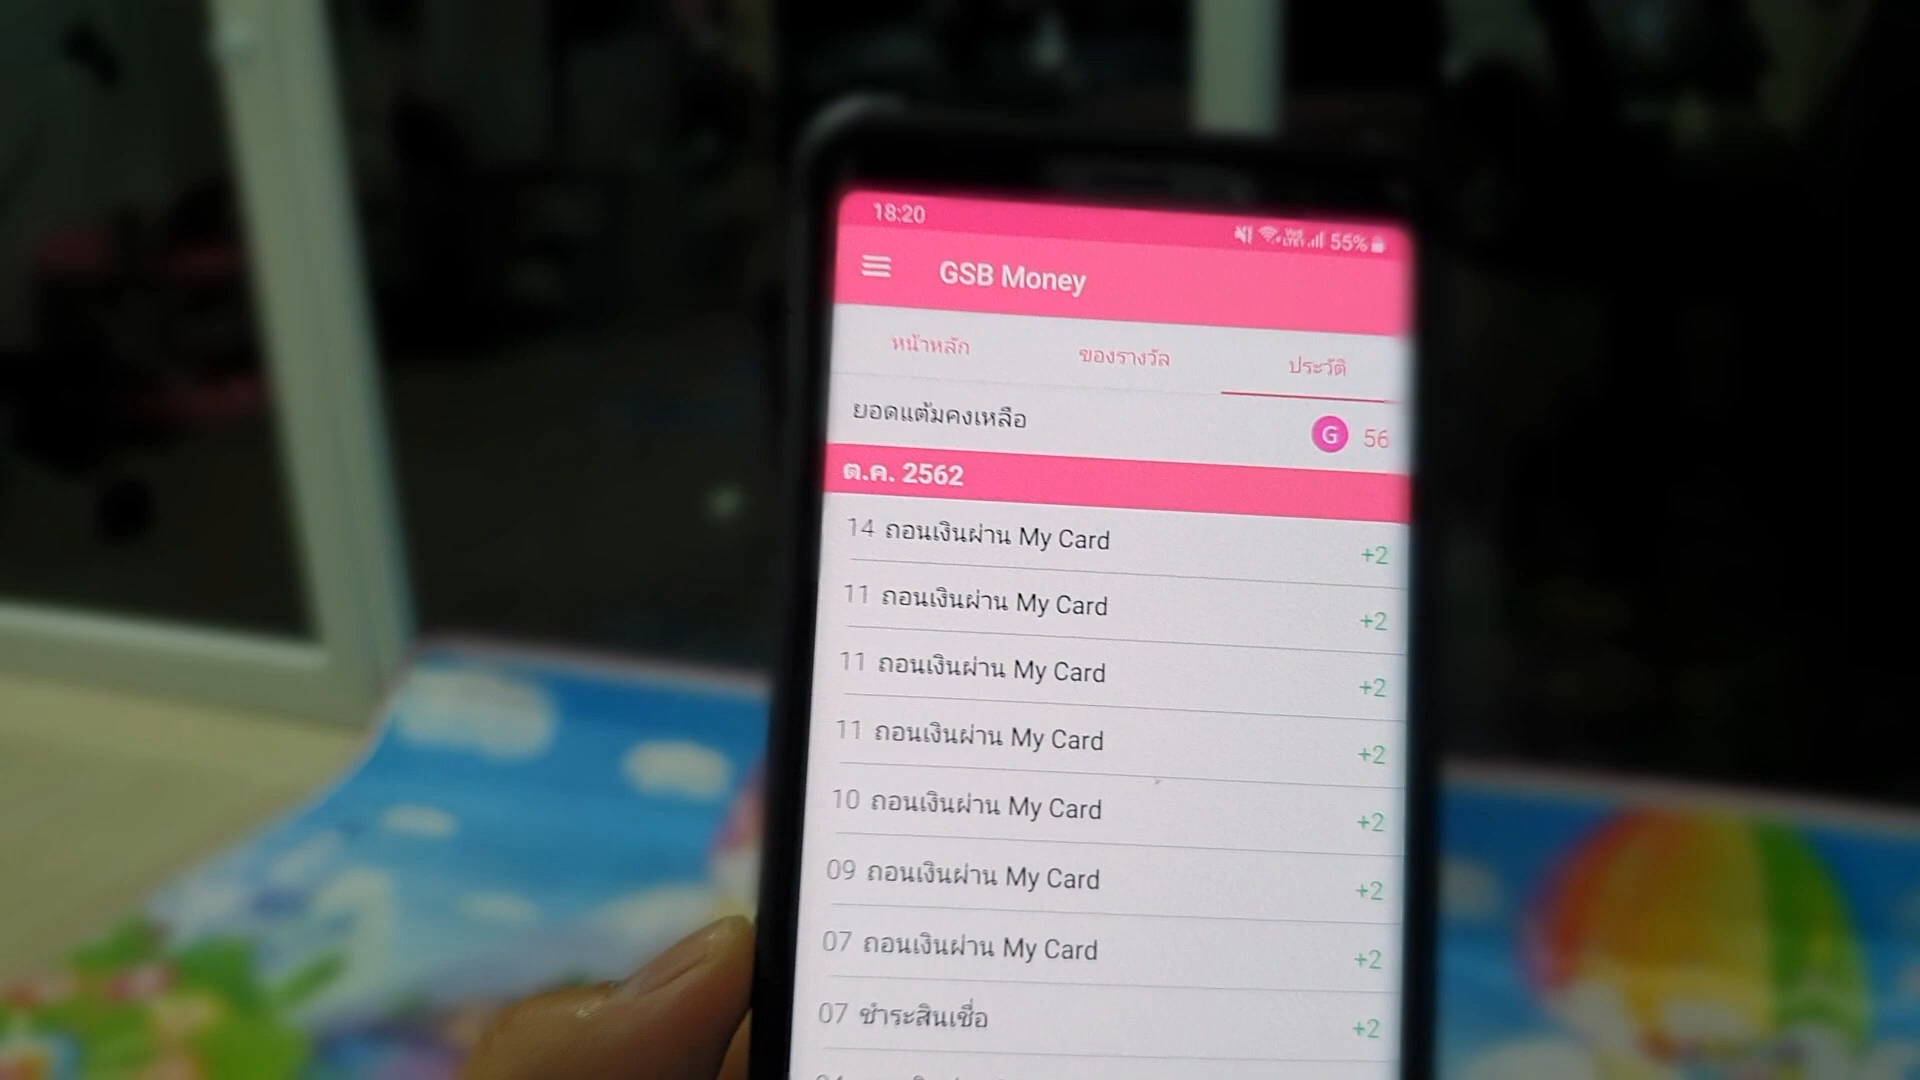 18:20
55%
GSB Money
หน้าหลัก ของรางวัล ประวัติ
ยอดแต้มคงเหลือ G 56
ต.ค. 2562
14 ถอนเงินผ่าน My Card +2
11 ถอนเงินผ่าน My Card +2
11 ถอนเงินผ่าน My Card +2
11 ถอนเงินผ่าน My Card +2
10 ถอนเงินผ่าน My Card +2
09 ถอนเงินผ่าน My Card +2
07 ถอนเงินผ่าน My Card +2
07 ชำระสินเชื่อ +2